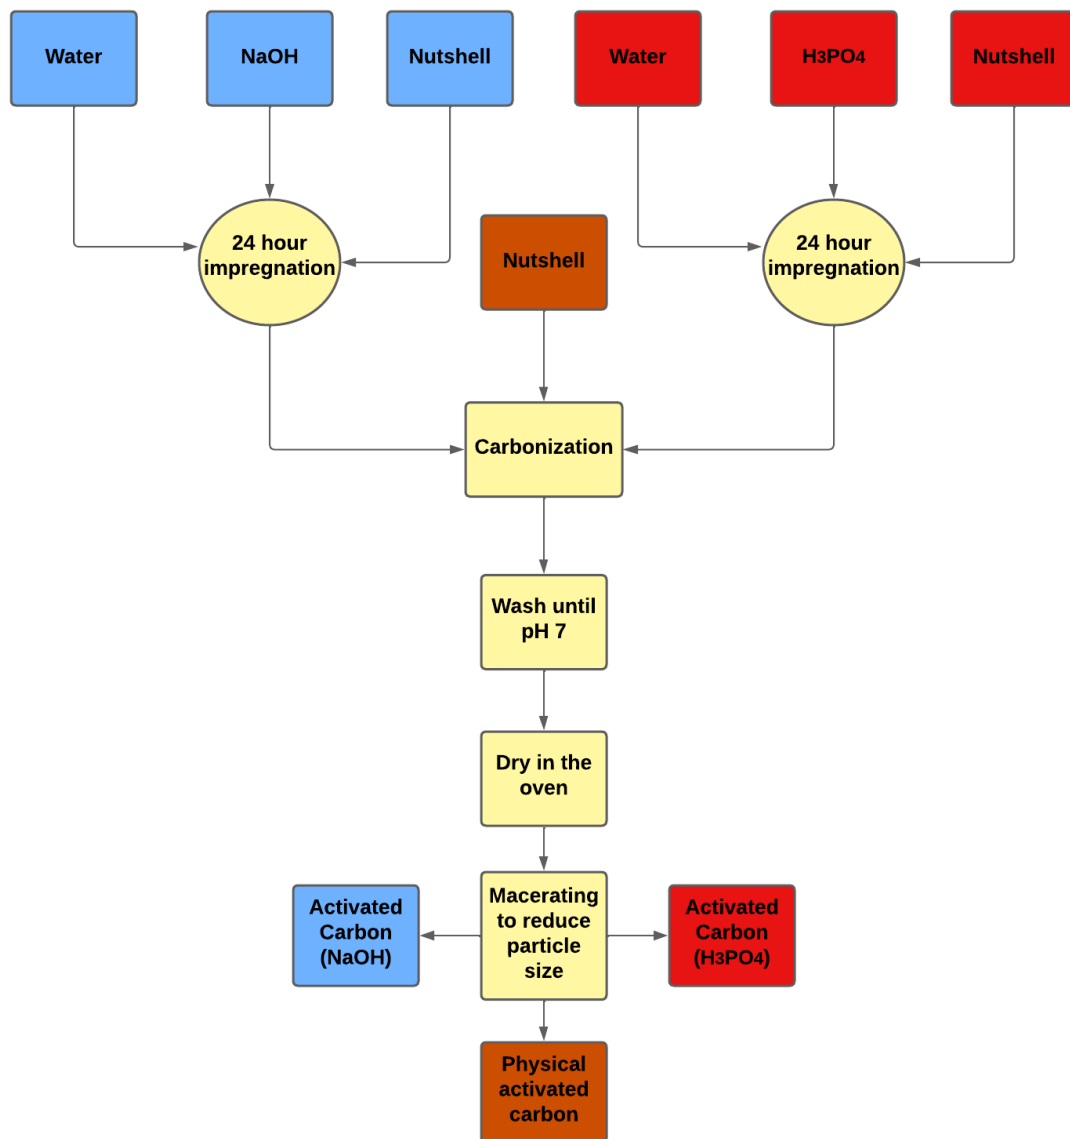 Water
NaOH
Nutshell
Water
H3PO4
Nutshell
24 hour
impregnation
Nutshell
24 hour
impregnation
Carbonization
Wash until
pH 7
Dry in the
oven
Activated
Carbon
(NaOH)
Macerating
to reduce
particle
size
Activated
Carbon
(H3PO4)
Physical
activated
carbon